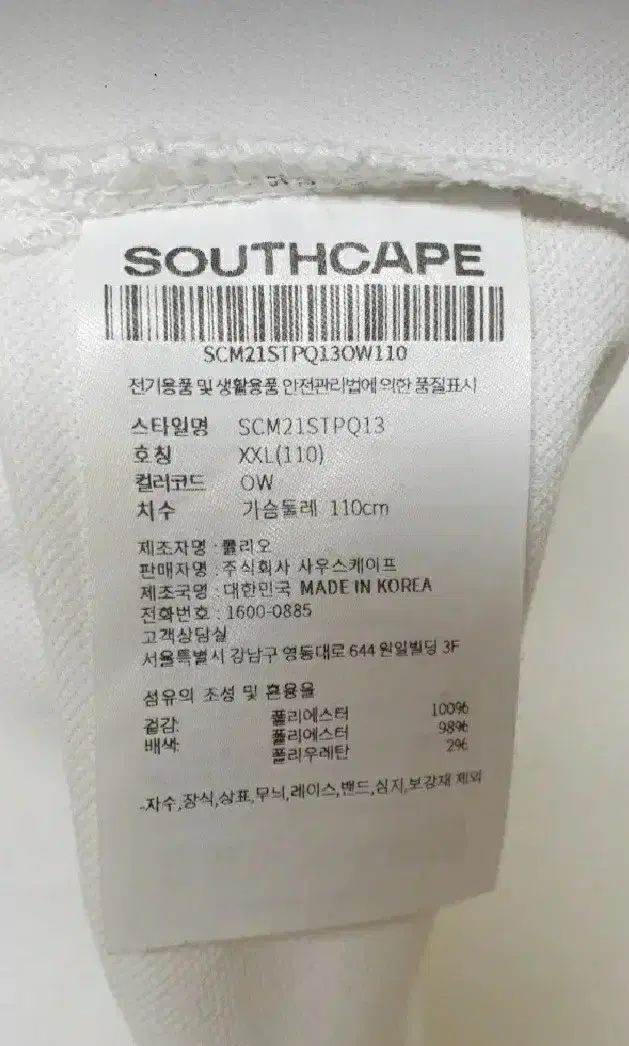 SOUTHCAPE
SCM21STPQ13OW110
전기용품 및 생활용품 안전관리법에 의한 품질표시
스타일명 SCM21STPQ13
호칭 XXL(110)
컬러코드 OW
치수 가슴둘레 110cm
제조자명 : 폴리오
판매자명 : 주식회사 사우스케이프
제조국명 : 대한민국 MADE IN KOREA
전화번호 : 1600-0885
고객상담실
서울특별시 강남구 영동대로 644 원일빌딩 3F
섬유의 조성 및 혼용율
겉감: 폴리에스터 100%
배색: 폴리에스터 98%
폴리우레탄 2%
-자수,장식,상표,무늬,레이스,밴드,심지,보강재 제외